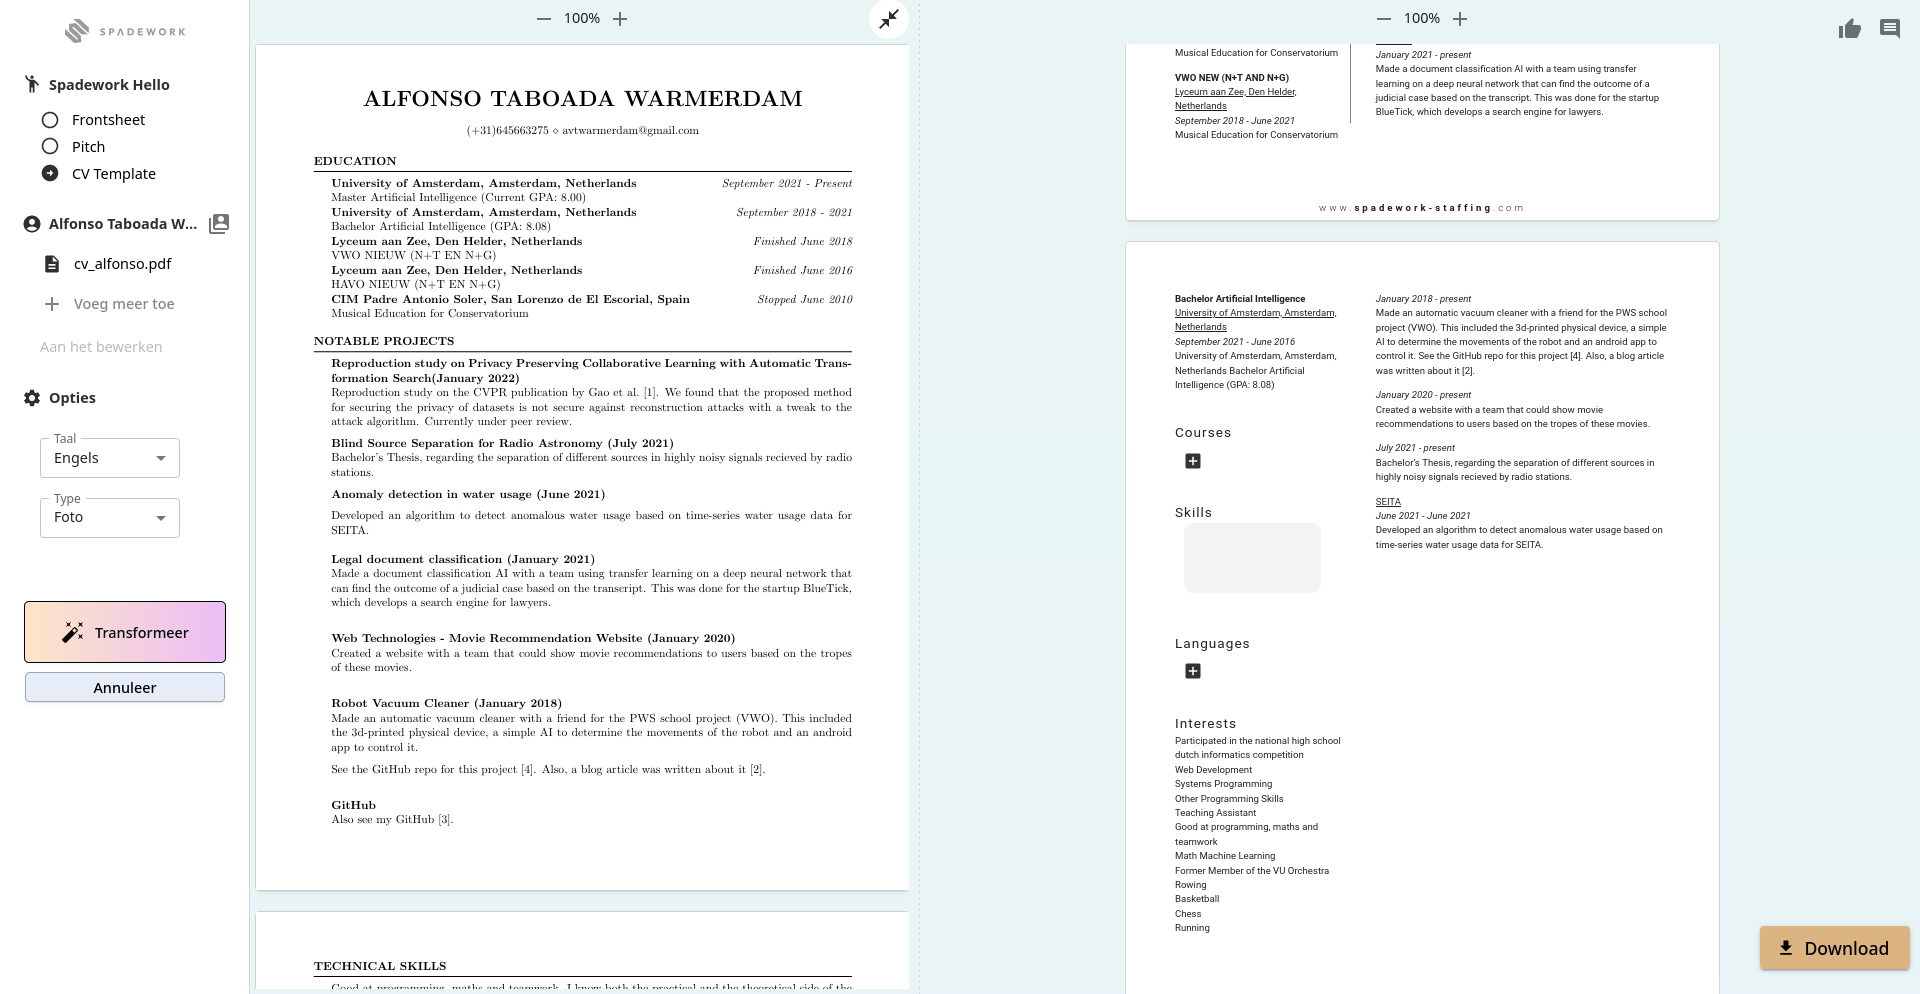 SPADEWORK
Spadework Hello
Frontsheet
Pitch
CV Template
Alfonso Taboada W...
cv_alfonso.pdf
Voeg meer toe
Aan het bewerken
Opties
Taal
Engels
Type
Foto
Transformeer
Annuleer
100%
ALFONSO TABOADA WARMERDAM
(+31)645663275 ⋄ avtwarmerdam@gmail.com
EDUCATION
University of Amsterdam, Amsterdam, Netherlands September 2021 - Present
Master Artificial Intelligence (Current GPA: 8.00)
University of Amsterdam, Amsterdam, Netherlands September 2018 - 2021
Bachelor Artificial Intelligence (GPA: 8.08)
Lyceum aan Zee, Den Helder, Netherlands Finished June 2018
VWO NIEUW (N+T EN N+G)
Lyceum aan Zee, Den Helder, Netherlands Finished June 2016
HAVO NIEUW (N+T EN N+G)
CIM Padre Antonio Soler, San Lorenzo de El Escorial, Spain Stopped June 2010
Musical Education for Conservatorium
NOTABLE PROJECTS
Reproduction study on Privacy Preserving Collaborative Learning with Automatic Trans-
formation Search(January 2022)
Reproduction study on the CVPR publication by Gao et al. [1]. We found that the proposed method
for securing the privacy of datasets is not secure against reconstruction attacks with a tweak to the
attack algorithm. Currently under peer review.
Blind Source Separation for Radio Astronomy (July 2021)
Bachelor's Thesis, regarding the separation of different sources in highly noisy signals recieved by radio
stations.
Anomaly detection in water usage (June 2021)
Developed an algorithm to detect anomalous water usage based on time-series water usage data for
SEITA.
Legal document classification (January 2021)
Made a document classification AI with a team using transfer learning on a deep neural network that
can find the outcome of a judicial case based on the transcript. This was done for the startup BlueTick,
which develops a search engine for lawyers.
Web Technologies - Movie Recommendation Website (January 2020)
Created a website with a team that could show movie recommendations to users based on the tropes
of these movies.
Robot Vacuum Cleaner (January 2018)
Made an automatic vacuum cleaner with a friend for the PWS school project (VWO). This included
the 3d-printed physical device, a simple AI to determine the movements of the robot and an android
app to control it.
See the GitHub repo for this project [4]. Also, a blog article was written about it [2].
GitHub
Also see my GitHub [3].
TECHNICAL SKILLS
Good at programming, maths and teamwork. I know both the practical and the theoretical side of the
100%
Musical Education for Conservatorium
VWO NEW (N+T AND N+G)
Lyceum aan Zee, Den Helder,
Netherlands
September 2018 - June 2021
Musical Education for Conservatorium
January 2021 - present
Made a document classification AI with a team using transfer
learning on a deep neural network that can find the outcome of a
judicial case based on the transcript. This was done for the startup
BlueTick, which develops a search engine for lawyers.
www.spadework-staffing.com
Bachelor Artificial Intelligence
University of Amsterdam, Amsterdam,
Netherlands
September 2021 - June 2016
University of Amsterdam, Amsterdam,
Netherlands Bachelor Artificial
Intelligence (GPA: 8.08)
Courses
Skills
Languages
Interests
Participated in the national high school
dutch informatics competition
Web Development
Systems Programming
Other Programming Skills
Teaching Assistant
Good at programming, maths and
teamwork
Math Machine Learning
Former Member of the VU Orchestra
Rowing
Basketball
Chess
Running
January 2018 - present
Made an automatic vacuum cleaner with a friend for the PWS school
project (VWO). This included the 3d-printed physical device, a simple
AI to determine the movements of the robot and an android app to
control it. See the GitHub repo for this project [4]. Also, a blog article
was written about it [2].
January 2020 - present
Created a website with a team that could show movie
recommendations to users based on the tropes of these movies.
July 2021 - present
Bachelor's Thesis, regarding the separation of different sources in
highly noisy signals recieved by radio stations.
SEITA
June 2021 - June 2021
Developed an algorithm to detect anomalous water usage based on
time-series water usage data for SEITA.
Download